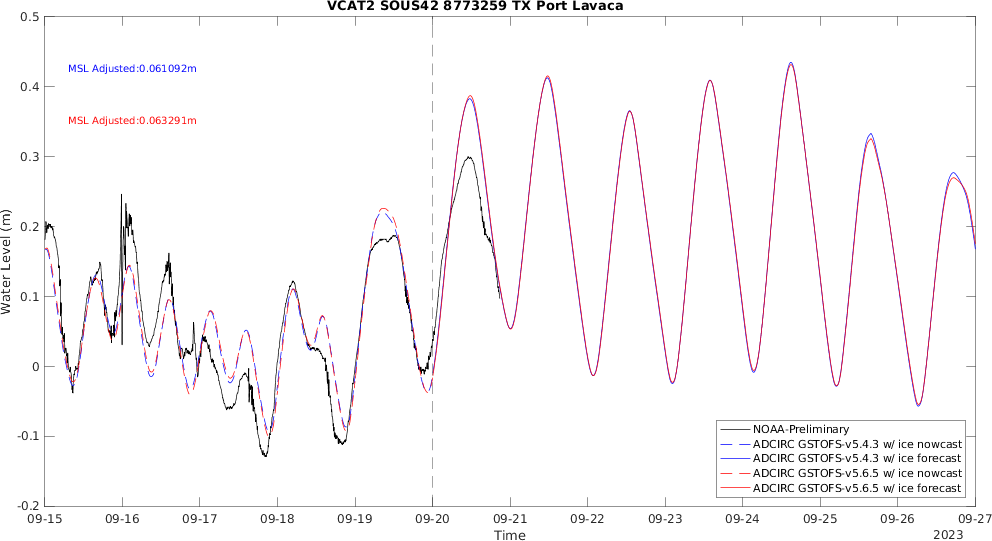 VCAT2 SOUS42 8773259 TX Port Lavaca
0.5
MSL Adjusted:0.061092m
0.4
MSL Adjusted:0.063291m
0.3
0.2
0.1
0
-0.1
-0.2
Water Level (m)
NOAA-Preliminary
ADCIRC GSTOFS-v5.4.3 w/ ice nowcast
ADCIRC GSTOFS-v5.4.3 w/ ice forecast
ADCIRC GSTOFS-v5.6.5 w/ ice nowcast
ADCIRC GSTOFS-v5.6.5 w/ ice forecast
09-15 09-16 09-17 09-18 09-19 09-20 09-21 09-22 09-23 09-24 09-25 09-26 09-27
Time
2023